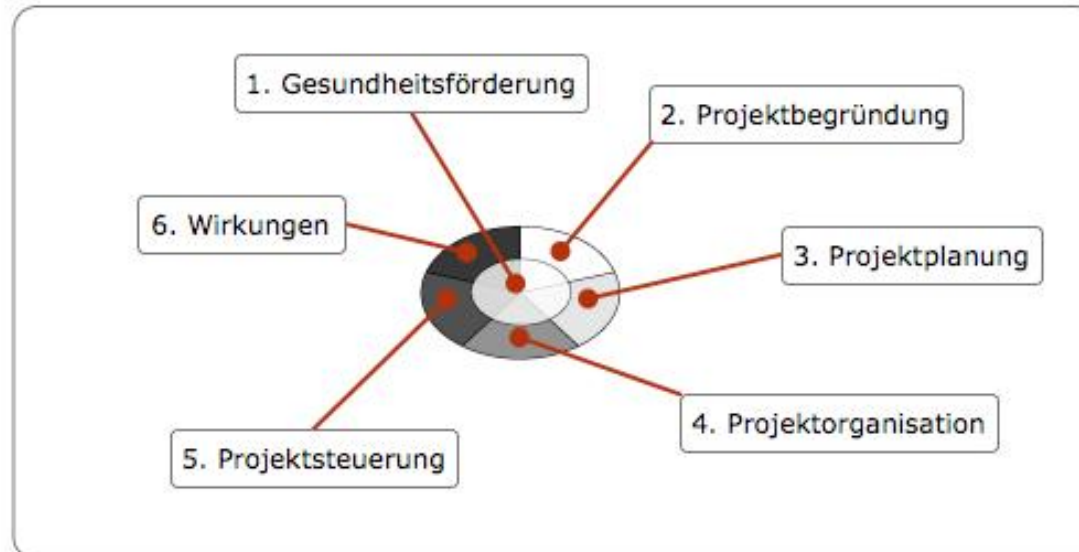 1. Gesundheitsförderung
2. Projektbegründung
3. Projektplanung
4. Projektorganisation
5. Projektsteuerung
6. Wirkungen